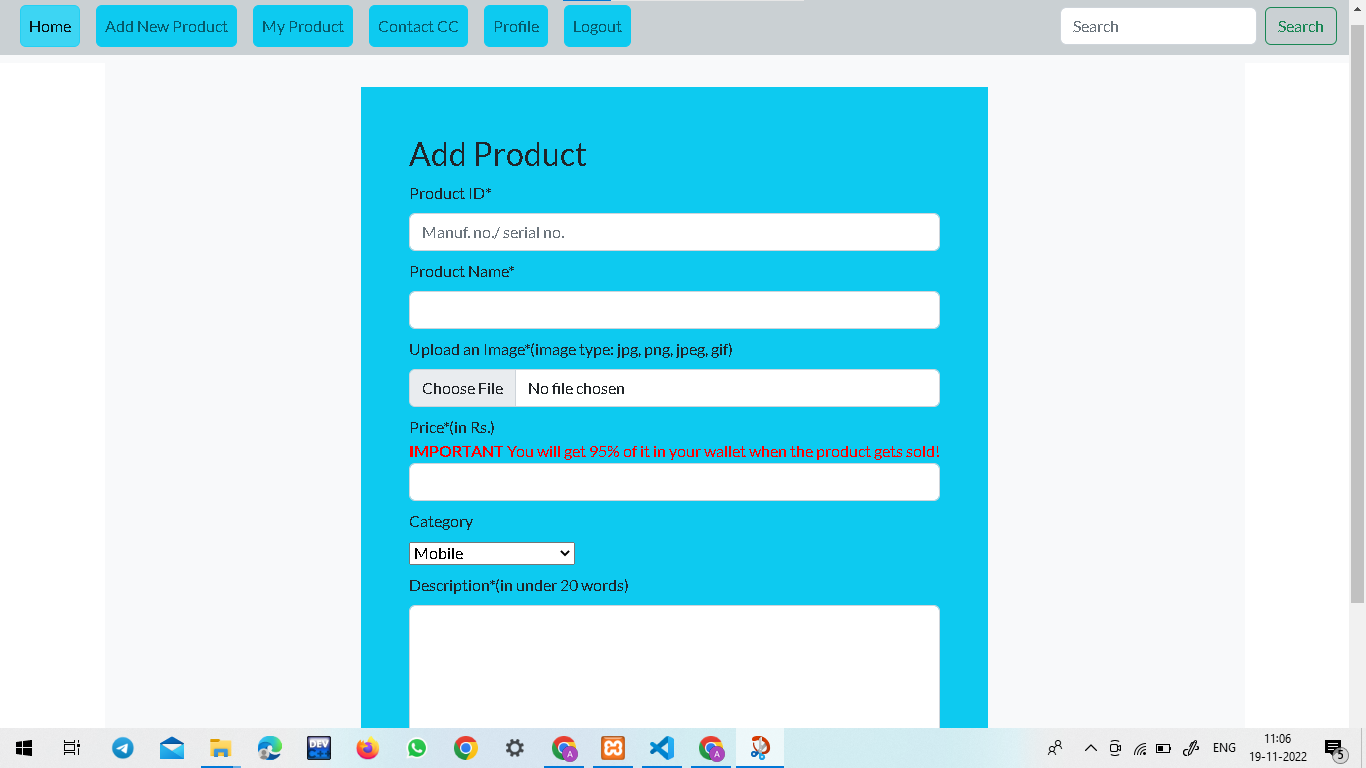 Home Add New Product My Product Contact CC Profile Logout Search Search
Add Product
Product ID*
Manuf. no./ serial no.
Product Name*
Upload an Image*(image type: jpg, png, jpeg, gif)
Choose File No file chosen
Price*(in Rs.)
IMPORTANT You will get 95% of it in your wallet when the product gets sold!
Category
Mobile
Description*(in under 20 words)
DEV
A
A
ENG
11:06
19-11-2022
5